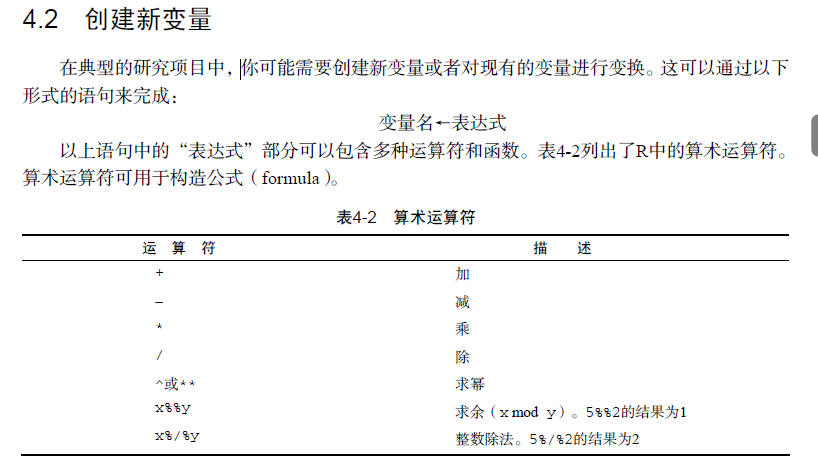 4.2 创建新变量
在典型的研究项目中，你可能需要创建新变量或者对现有的变量进行变换。这可以通过以下
形式的语句来完成：
变量名←表达式
以上语句中的“表达式”部分可以包含多种运算符和函数。表4-2列出了R中的算术运算符。
算术运算符可用于构造公式（formula）。
表4-2 算术运算符
运 算 符 描 述
+ 加
– 减
* 乘
/ 除
^或** 求幂
x%%y 求余（x mod y）。5%%2的结果为1
x%/%y 整数除法。5%/%2的结果为2